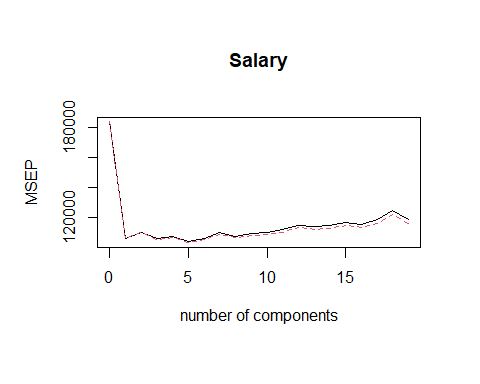 Salary
MSEP
180000
120000
0 5 10 15
number of components